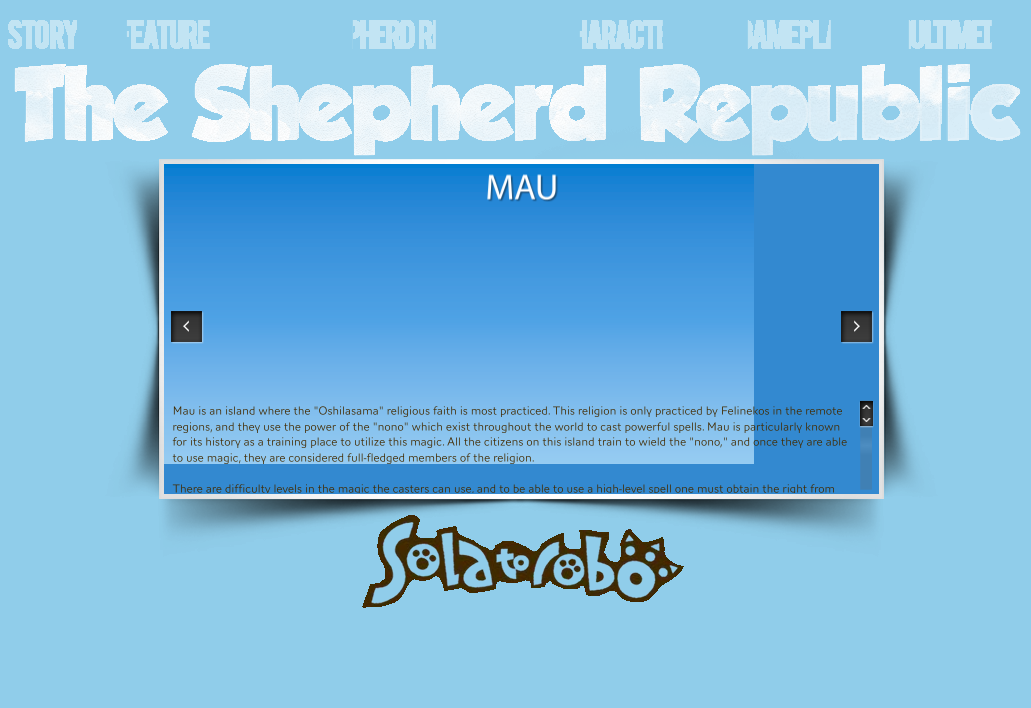 STORY FEATURE PHERD R HARACTE GAMEPLA ULTIME
The Shepherd Republic
MAU
Mau is an island where the "Oshilasama" religious faith is most practiced. This religion is only practiced by Felinekos in the remote
regions, and they use the power of the "nono" which exist throughout the world to cast powerful spells. Mau is particularly known
for its history as a training place to utilize this magic. All the citizens on this island train to wield the "nono," and once they are able
to use magic, they are considered full-fledged members of the religion.
There are difficulty levels in the magic the casters can use, and to be able to use a high-level spell one must obtain the right from
Solatorobo